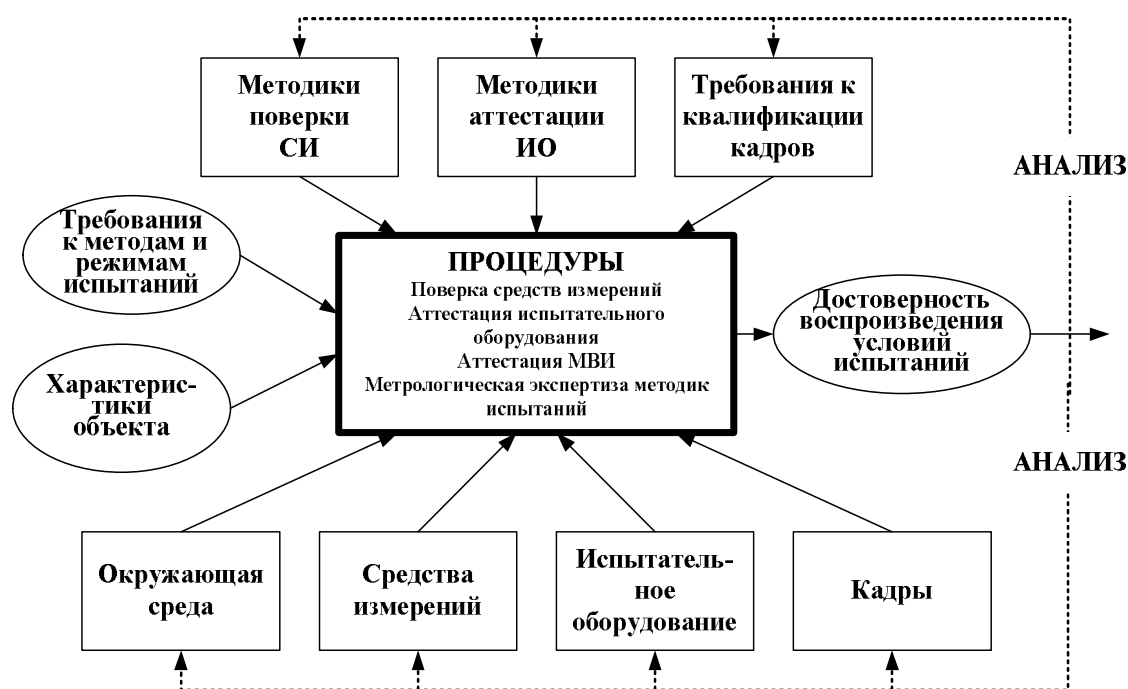 Методики
поверки
СИ
Методики
аттестации
ИО
Требования к
квалификации
кадров
АНАЛИЗ
Требования
к методам и
режимам
испытаний
ПРОЦЕДУРЫ
Поверка средств измерений
Аттестация испытательного
оборудования
Аттестация МВИ
Метрологическая экспертиза методик
испытаний
Достоверность
воспроизведения
условий
испытаний
Характерис-
тики
объекта
АНАЛИЗ
Окружающая
среда
Средства
измерений
Испытатель-
ное
оборудование
Кадры